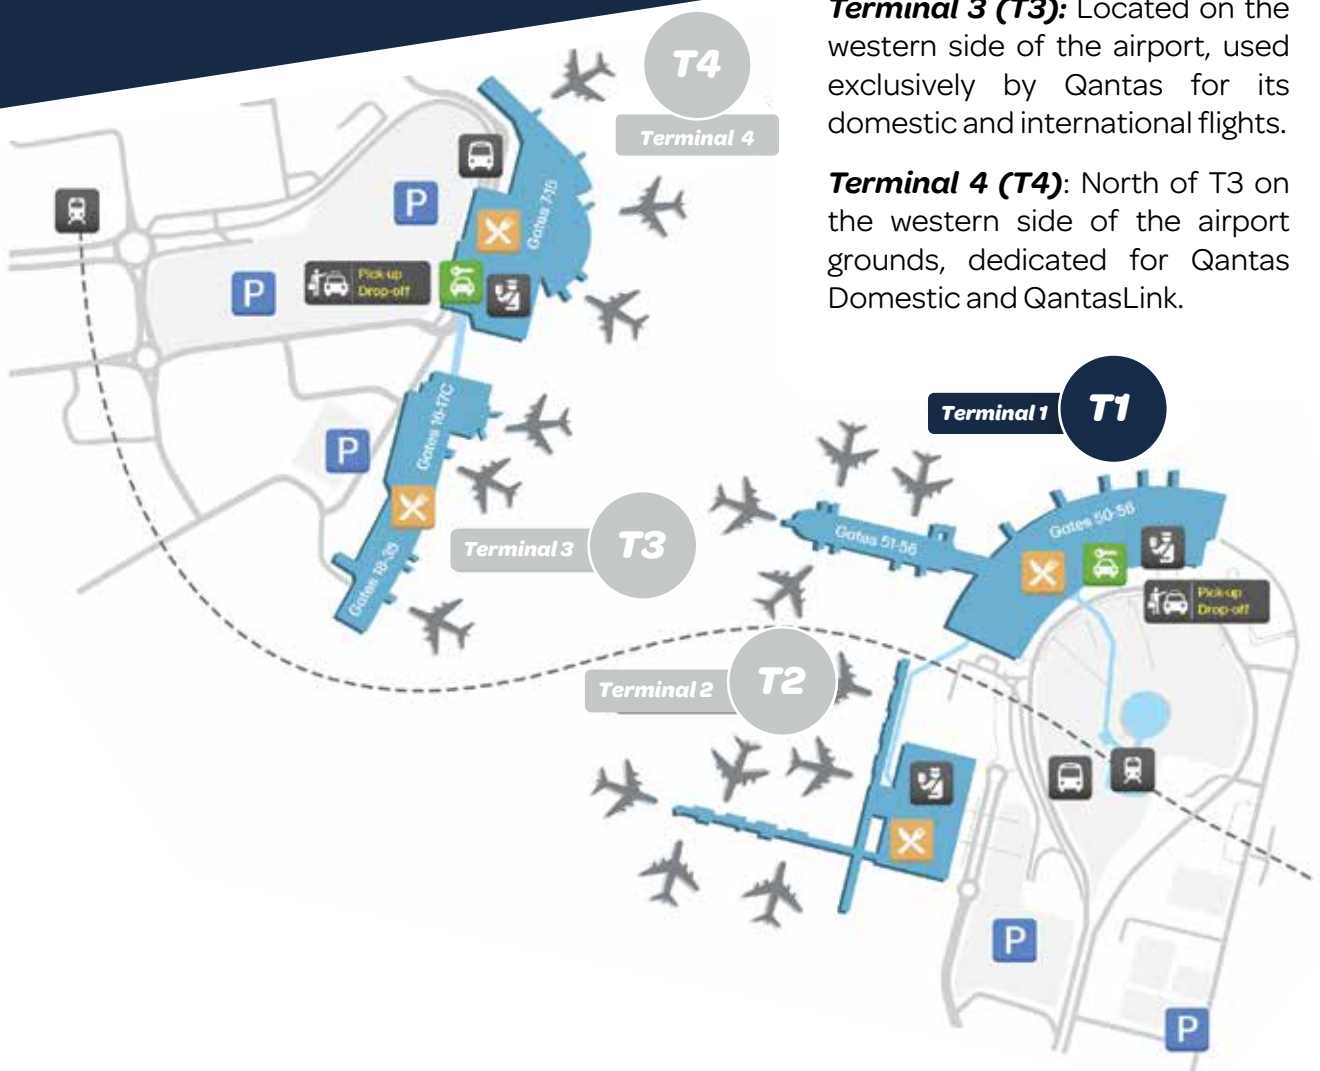 Terminal 3 (T3): Located on the
western side of the airport, used
exclusively by Qantas for its
domestic and international flights.
Terminal 4 (T4): North of T3 on
the western side of the airport
grounds, dedicated for Qantas
Domestic and QantasLink.
T4
Terminal 4
P
Gates 7-15
P
Pick-up
Drop-off
Gates 16-17C
P
Gates 18-35
Terminal 3
T3
Terminal 1
T1
Gates 51-56
Gates 50-56
Pick-up
Drop-off
Terminal 2
T2
P
P